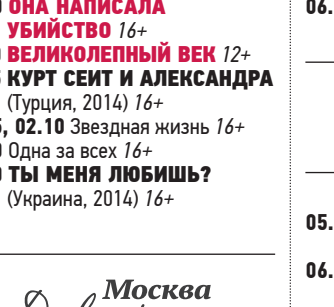 ОНА НАПИСАЛА
УБИЙСТВО 16+
ВЕЛИКОЛЕПНЫЙ ВЕК 12+
КУРТ СЕИТ И АЛЕКСАНДРА
(Турция, 2014) 16+
, 02.10 Звездная жизнь 16+
Одна за всех 16+
ТЫ МЕНЯ ЛЮБИШЬ?
(Украина, 2014) 16+
Москва
06.
05.
06.